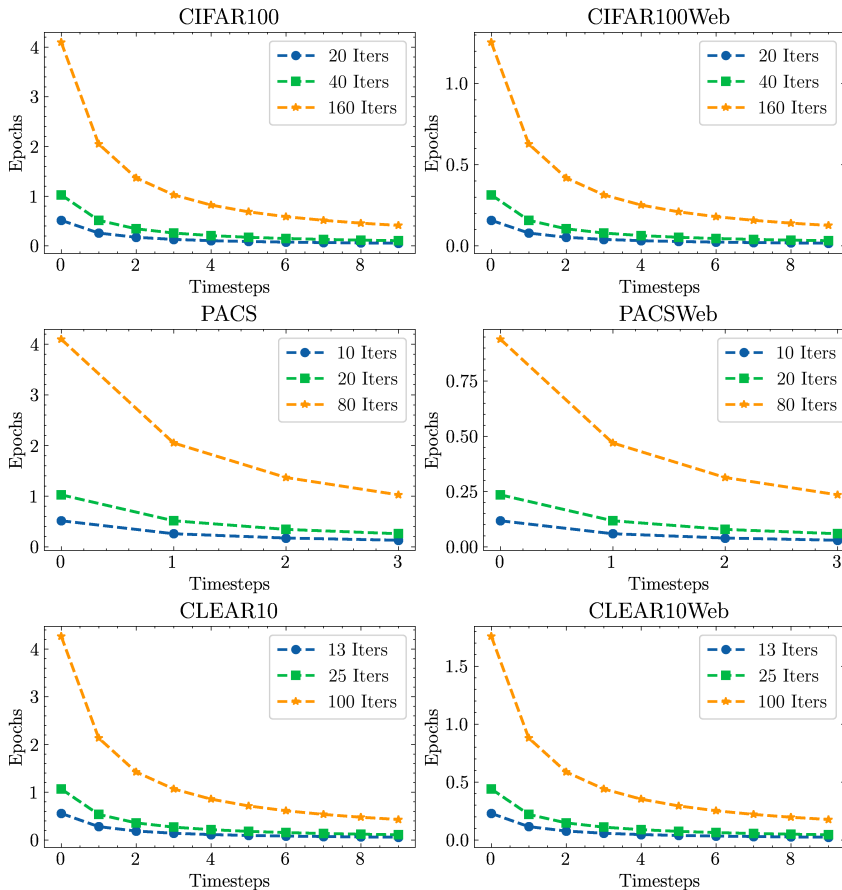 CIFAR100
4
3
2
1
0
Epochs
20 Iters
40 Iters
160 Iters
0 2 4 6 8
Timesteps
CIFAR100Web
1.0
0.5
0.0
Epochs
20 Iters
40 Iters
160 Iters
0 2 4 6 8
Timesteps
PACS
4
3
2
1
0
Epochs
10 Iters
20 Iters
80 Iters
0 1 2 3
Timesteps
PACSWeb
0.75
0.50
0.25
0.00
Epochs
10 Iters
20 Iters
80 Iters
0 1 2 3
Timesteps
CLEAR10
4
3
2
1
0
Epochs
13 Iters
25 Iters
100 Iters
0 2 4 6 8
Timesteps
CLEAR10Web
1.5
1.0
0.5
0.0
Epochs
13 Iters
25 Iters
100 Iters
0 2 4 6 8
Timesteps